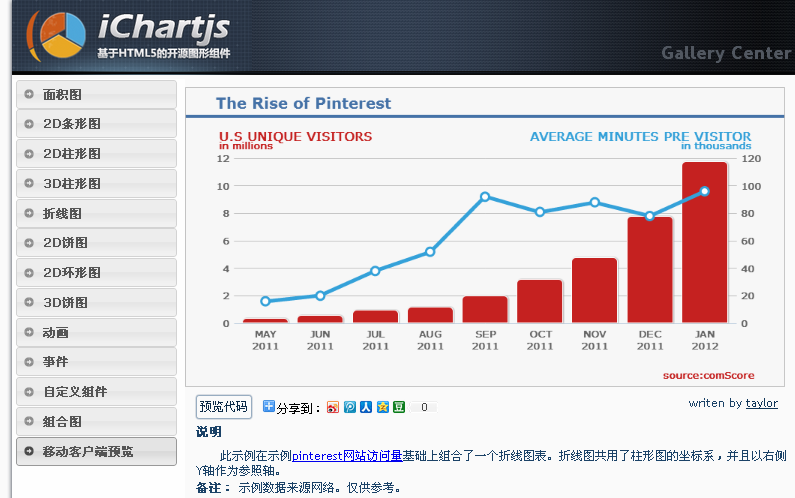 iChartjs
基于HTML5的开源图形组件
Gallery Center
面积图
2D条形图
2D柱形图
3D柱形图
折线图
2D饼图
2D环形图
3D饼图
动画
事件
自定义组件
组合图
移动客户端预览
The Rise of Pinterest
U.S UNIQUE VISITORS
in millions
AVERAGE MINUTES PRE VISITOR
in thousands
12 120
10 100
8 80
6 60
4 40
2 20
0 0
MAY JUN JUL AUG SEP OCT NOV DEC JAN
2011 2011 2011 2011 2011 2011 2011 2011 2012
source:comScore
预览代码 分享到： 豆 0
writen by taylor
说明
此示例在示例pinterest网站访问量基础上组合了一个折线图表。折线图共用了柱形图的坐标系，并且以右侧
Y轴作为参照轴。
备注： 示例数据来源网络。仅供参考。